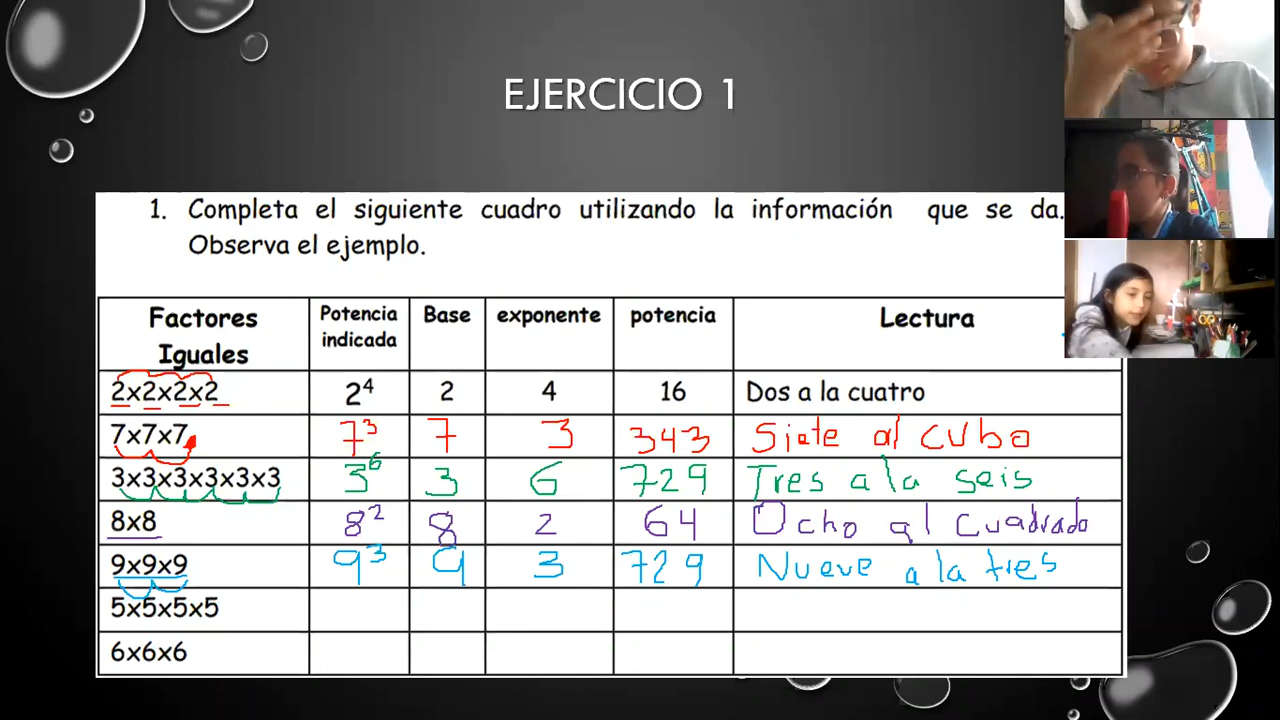 EJERCICIO 1
1. Completa el siguiente cuadro utilizando la información que se da.
Observa el ejemplo.
Factores Iguales Potencia indicada Base exponente potencia Lectura
2x2x2x2 2⁴ 2 4 16 Dos a la cuatro
7x7x7 7³ 7 3 343 Siete al cubo
3x3x3x3x3x3 3⁶ 3 6 729 Tres a la seis
8x8 8² 8 2 64 Ocho al cuadrado
9x9x9 9³ 9 3 729 Nueve a la tres
5x5x5x5
6x6x6